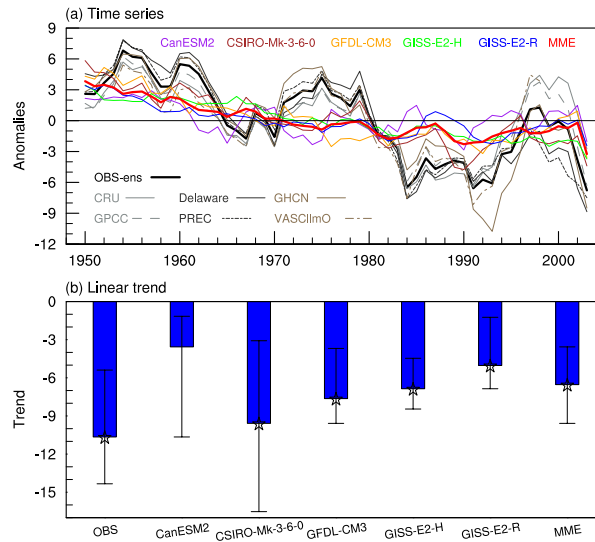 (a) Time series
9
6
3
0
-3
-6
-9
-12
Anomalies
CanESM2 CSIRO-Mk-3-6-0 GFDL-CM3 GISS-E2-H GISS-E2-R MME
OBS-ens
CRU Delaware GHCN
GPCC PREC VASClImO
1950 1960 1970 1980 1990 2000
(b) Linear trend
0
-3
-6
-9
-12
-15
Trend
OBS CanESM2 CSIRO-Mk-3-6-0 GFDL-CM3 GISS-E2-H GISS-E2-R MME